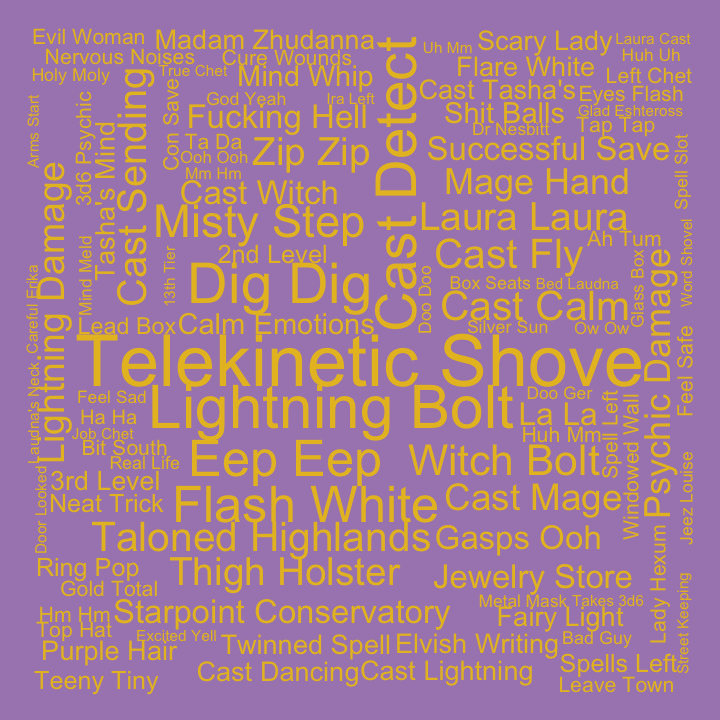 Evil Woman
Madam Zhudanna
Uh Mm
Scary Lady
Laura Cast
Nervous Noises
Cure Wounds
Huh Uh
Holy Moly
True Chet
Mind Whip
Flare White
Left Chet
Cast Tasha's
Eyes Flash
God Yeah
Ira Left
Arms Start
3d6 Psychic
Cast Sending
Con Save
Fucking Hell
Cast Detect
Shit Balls
Glad Eshteross
Dr Nesbitt
Tap Tap
Tasha's Mind
Ta Da
Ooh Ooh
Zip Zip
Successful Save
Spell Slot
Mm Hm
Cast Witch
Mage Hand
Lightning Damage
Misty Step
Laura Laura
Ah Tum
Word Shovel
Mind Meld
13th Tier
2nd Level
Cast Fly
Glass Box
Dig Dig
Doo Doo
Box Seats
Bed Laudna
Psychic Damage
Careful Erika
Cast Calm
Lead Box
Calm Emotions
Silver Sun
Ow Ow
Feel Safe
Telekinetic Shove
Laudna's Neck
Feel Sad
Lightning Bolt
Doo Ger
Ha Ha
La La
Spell Left
Windowed Wall
Job Chet
Huh Mm
Bit South
Real Life
Eep Eep
Witch Bolt
Jeez Louise
Door Looked
3rd Level
Neat Trick
Flash White
Cast Mage
Taloned Highlands
Gasps Ooh
Lady Hexum
Ring Pop
Thigh Holster
Jewelry Store
Street Keeping
Gold Total
Metal Mask
Takes 3d6
Hm Hm
Starpoint Conservatory
Fairy Light
Top Hat
Excited Yell
Purple Hair
Twinned Spell
Elvish Writing
Bad Guy
Cast Dancing
Cast Lightning
Spells Left
Teeny Tiny
Leave Town